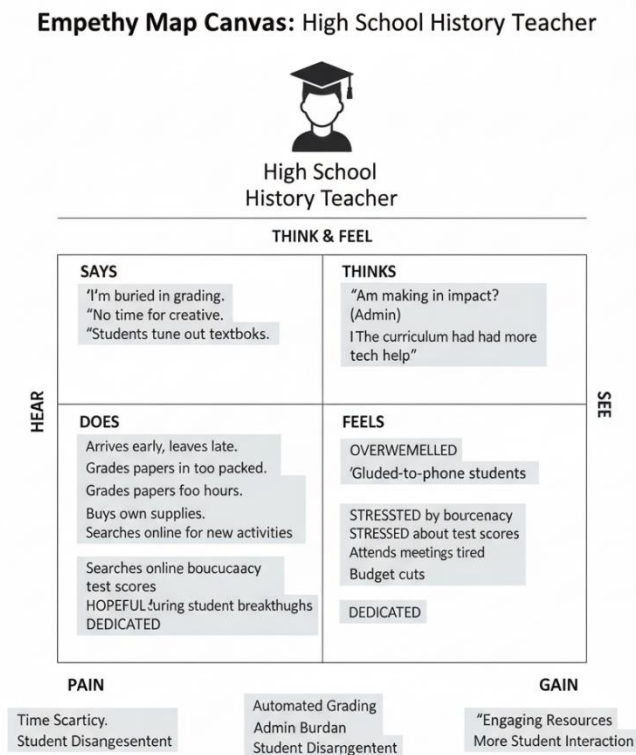 Empethy Map Canvas: High School History Teacher
High School
History Teacher
THINK & FEEL
HEAR
SEE
SAYS
'I'm buried in grading.
"No time for creative.
"Students tune out textboks.
THINKS
"Am making in impact?
(Admin)
I The curriculum had had more
tech help"
DOES
Arrives early, leaves late.
Grades papers in too packed.
Grades papers foo hours.
Buys own supplies.
Searches online for new activities
Searches online boucucaacy
test scores
HOPEFUL during student breakthughs
DEDICATED
FEELS
OVERWEMELLED
'Gluded-to-phone students
STRESSTED by bourcenacy
STRESSED about test scores
Attends meetings tired
Budget cuts
DEDICATED
PAIN
Time Scarticy.
Student Disangesentent
Automated Grading
Admin Burdan
Student Disarngentent
GAIN
"Engaging Resources
More Student Interaction